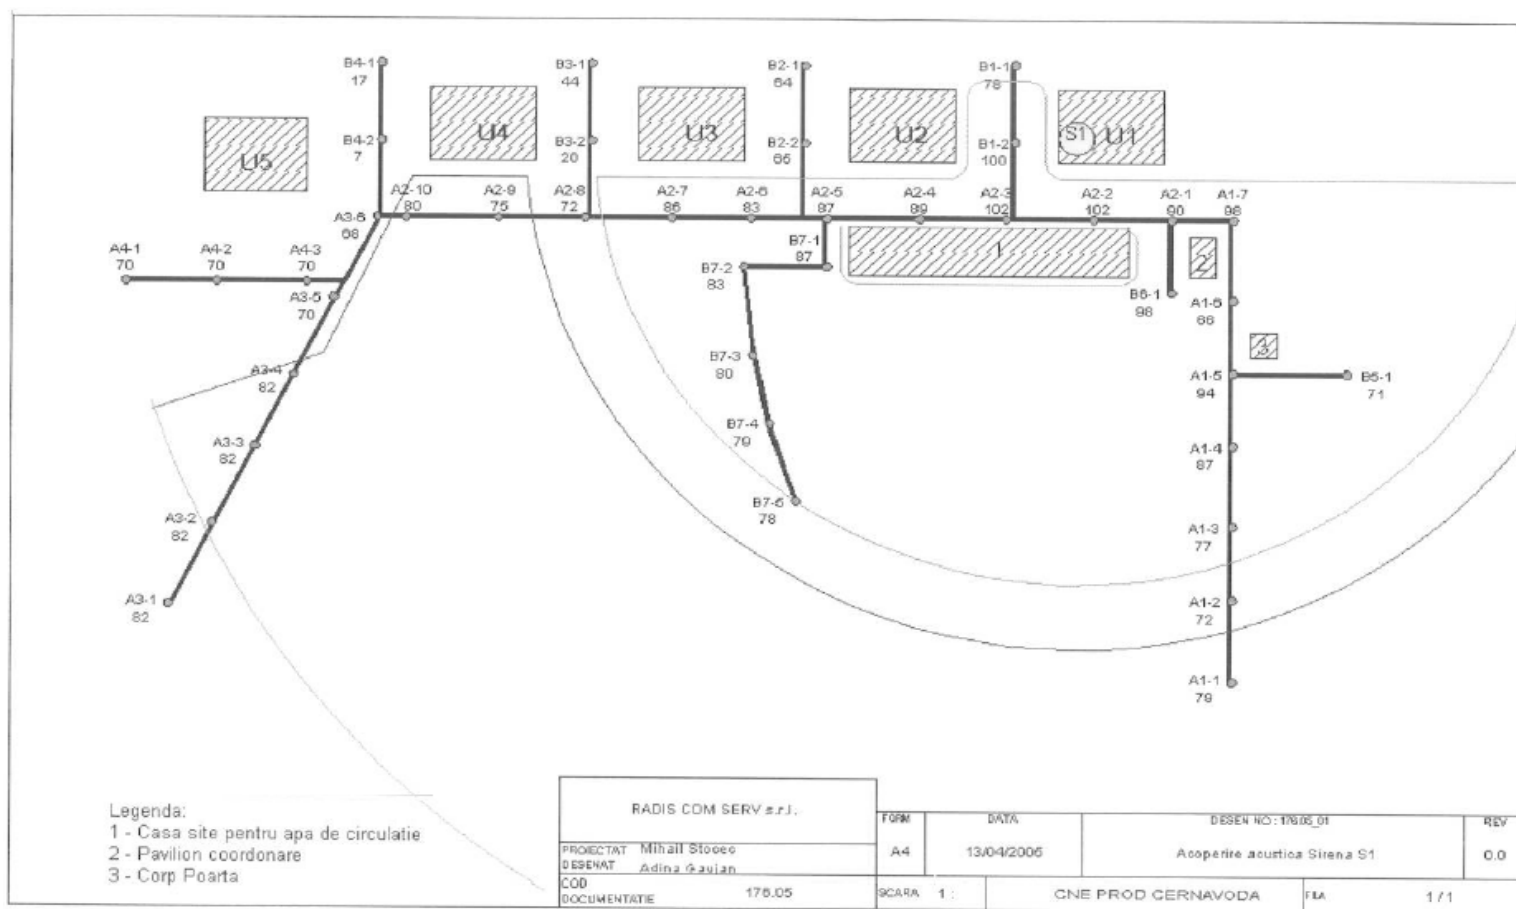 B4-1
17
B3-1
44
B2-1
64
B1-1
78
U5
U4
U3
U2
S1
U1
B4-2
7
B3-2
20
B2-2
66
B1-2
100
A3-6
68
A2-10
80
A2-9
75
A2-8
72
A2-7
86
A2-6
83
A2-5
87
A2-4
89
A2-3
102
A2-2
102
A2-1
90
A1-7
98
A4-1
70
A4-2
70
A4-3
70
A3-5
70
B7-1
87
B7-2
83
1
2
B6-1
98
A1-6
66
3
A3-4
82
B7-3
80
A1-5
94
B5-1
71
A3-3
82
B7-4
79
A1-4
87
A3-2
82
B7-5
78
A1-3
77
A3-1
82
A1-2
72
A1-1
79
Legenda:
1 - Casa site pentru apa de circulatie
2 - Pavilion coordonare
3 - Corp Poarta
RADIS COM SERV s.r.l.
PROIECTAT Mihail
DESENAT Adina
COD
DOCUMENTATIE 176.05
FORM
A4
DATA
13/04/2006
DESEN NO.: 176.05_01
Acoperire acustica Sirena S1
REV
0.0
SCARA 1 :
CNE PROD CERNAVODA
FILA 1 / 1